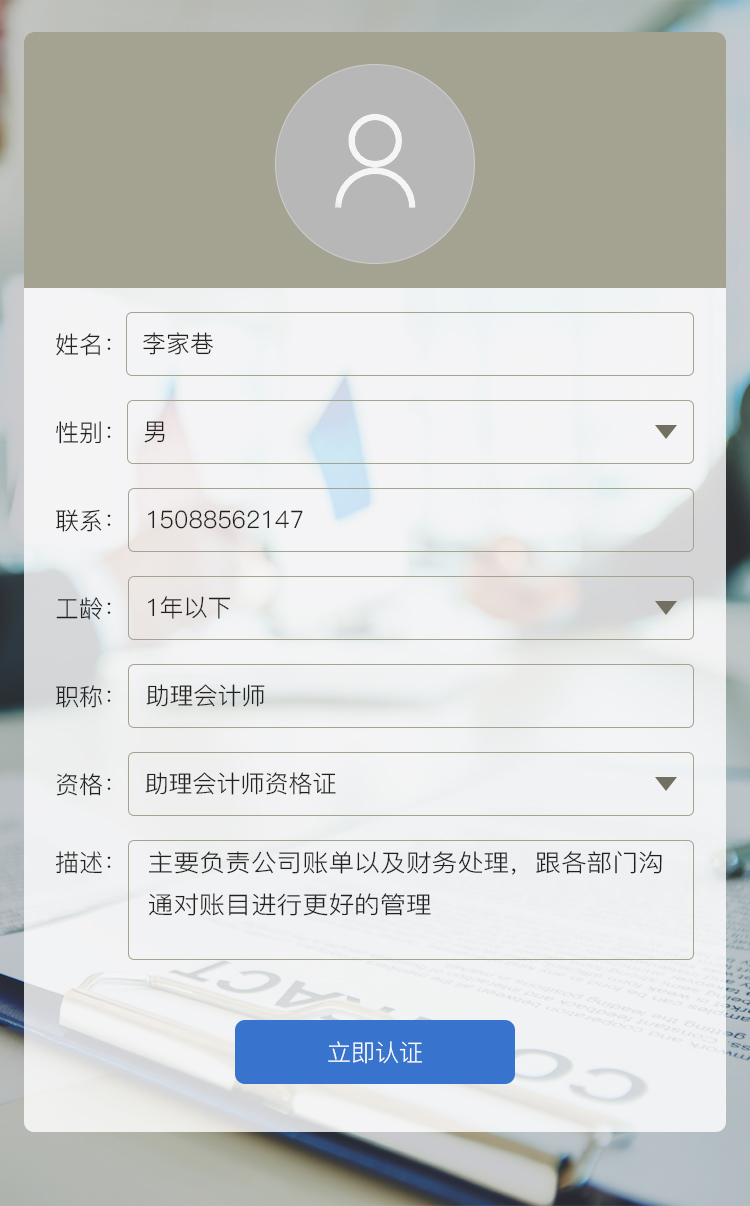 姓名：李家巷
性别：男
联系：15088562147
工龄：1年以下
职称：助理会计师
资格：助理会计师资格证
描述：主要负责公司账单以及财务处理，跟各部门沟
通对账目进行更好的管理
CONTRACT
立即认证